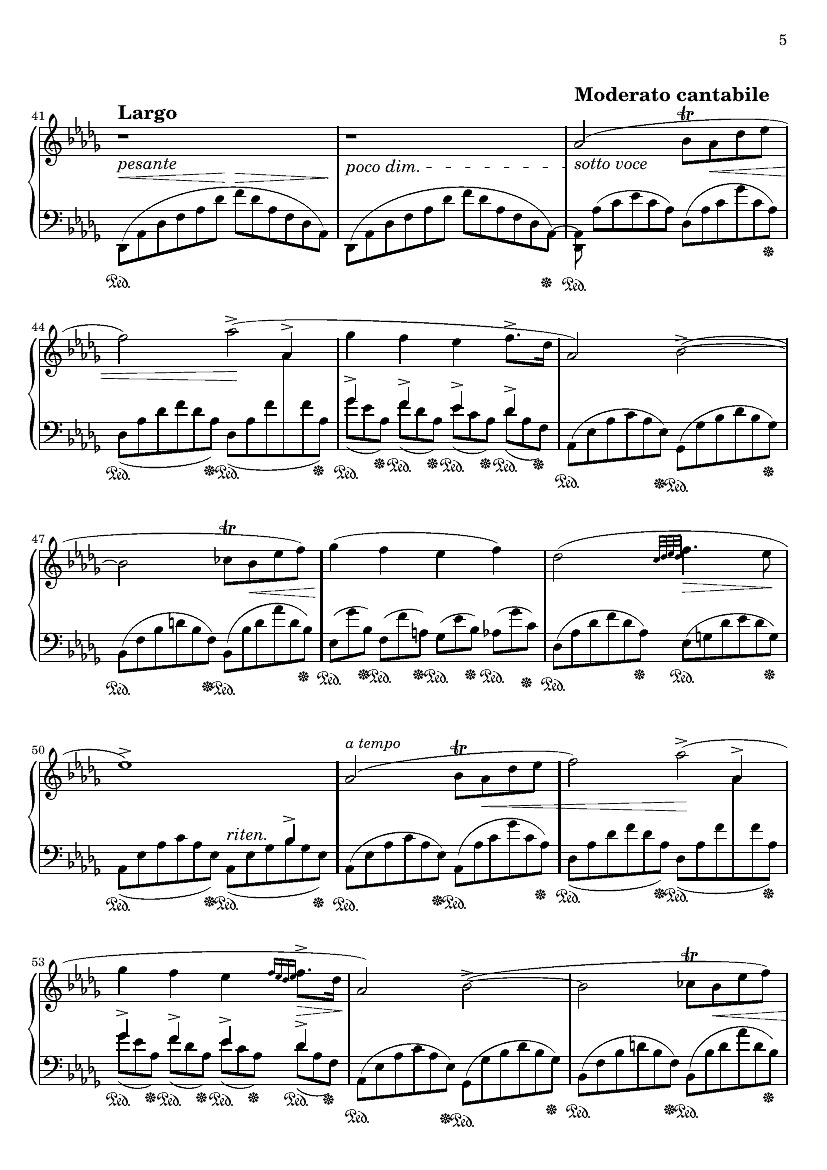 5
Moderato cantabile
Largo
41
pesante
poco dim.
sotto voce
44
47
50
a tempo
riten.
53